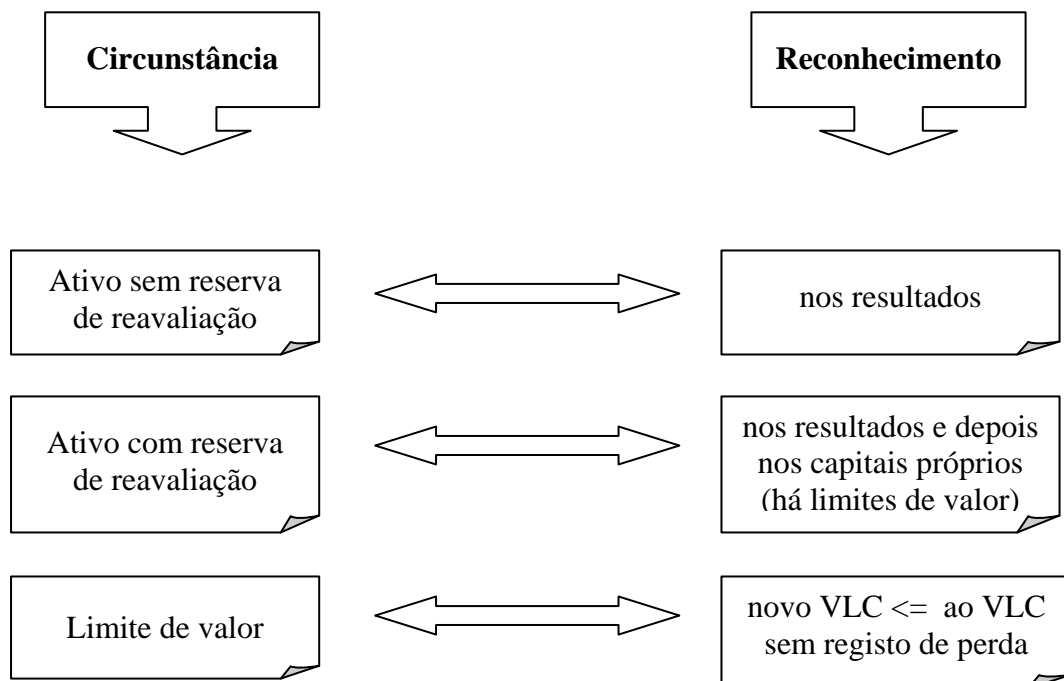 Circunstância
Reconhecimento
Ativo sem reserva
de reavaliação
nos resultados
Ativo com reserva
de reavaliação
nos resultados e depois
nos capitais próprios
(há limites de valor)
Limite de valor
novo VLC <= ao VLC
sem registo de perda